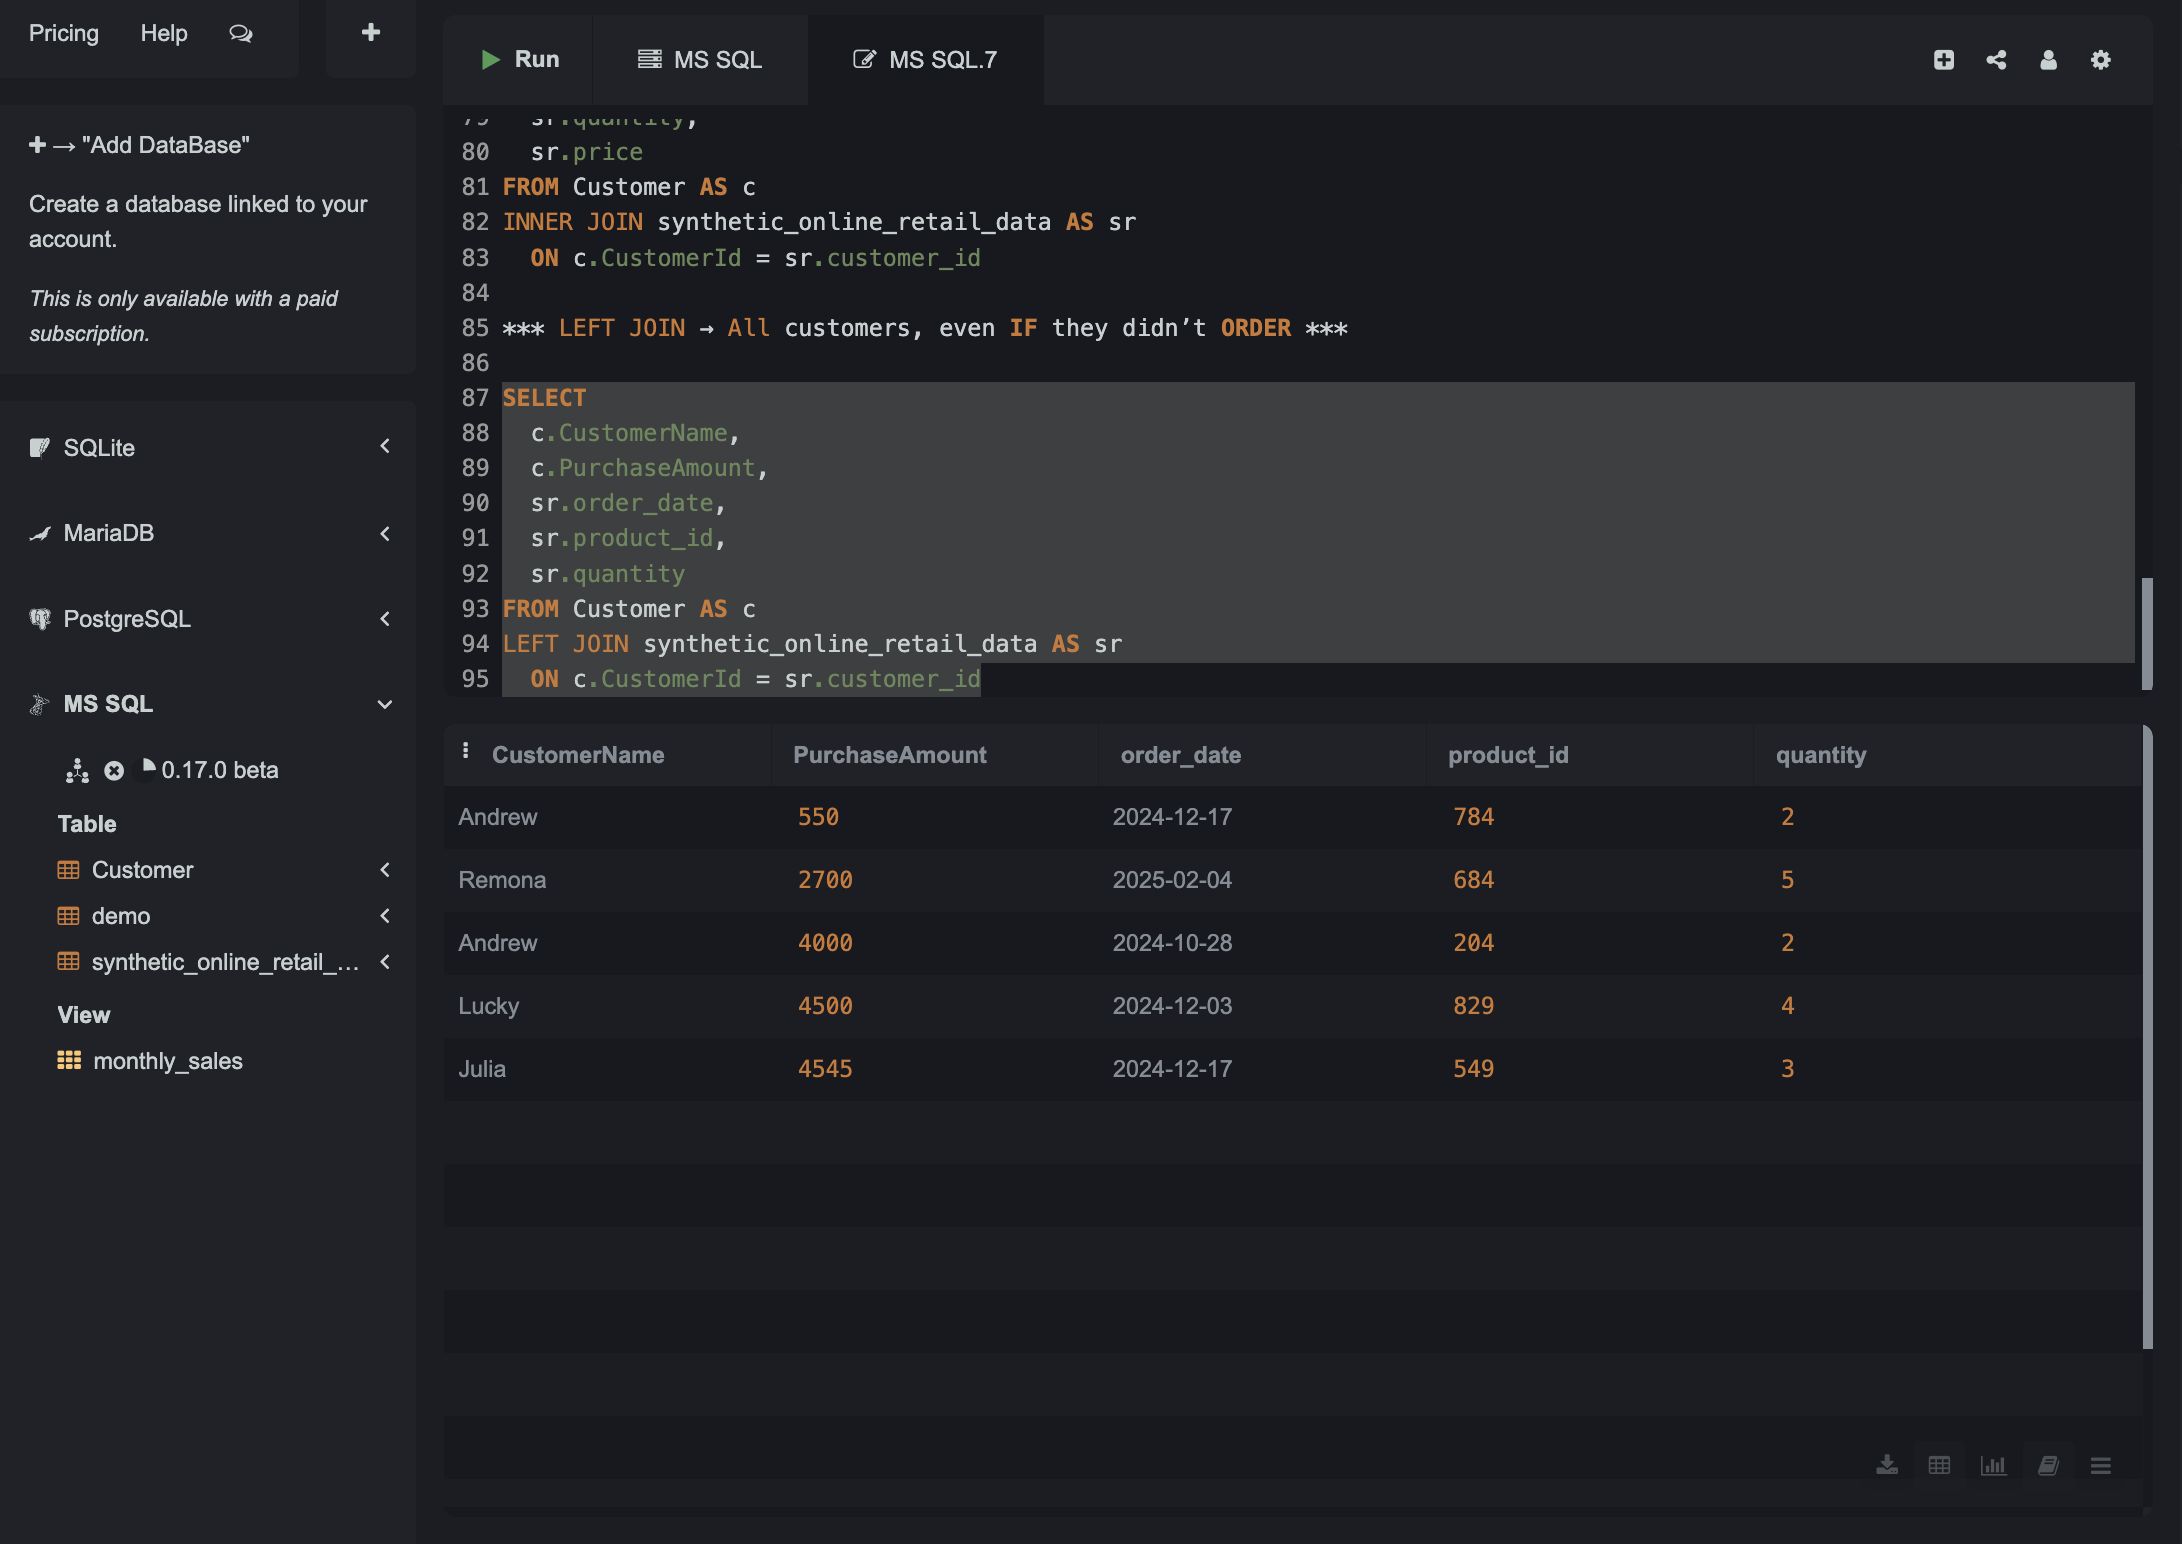 Pricing Help
"Add DataBase"
Create a database linked to your
account.
This is only available with a paid
subscription.
SQLite
MariaDB
PostgreSQL
MS SQL
0.17.0 beta
Table
Customer
demo
synthetic_online_retail_...
View
monthly_sales
Run MS SQL MS SQL.7
79 sr.quantity,
80 sr.price
81 FROM Customer AS c
82 INNER JOIN synthetic_online_retail_data AS sr
83 ON c.CustomerId = sr.customer_id
84
85 *** LEFT JOIN → All customers, even IF they didn’t ORDER ***
86
87 SELECT
88 c.CustomerName,
89 c.PurchaseAmount,
90 sr.order_date,
91 sr.product_id,
92 sr.quantity
93 FROM Customer AS c
94 LEFT JOIN synthetic_online_retail_data AS sr
95 ON c.CustomerId = sr.customer_id
CustomerName PurchaseAmount order_date product_id quantity
Andrew 550 2024-12-17 784 2
Remona 2700 2025-02-04 684 5
Andrew 4000 2024-10-28 204 2
Lucky 4500 2024-12-03 829 4
Julia 4545 2024-12-17 549 3